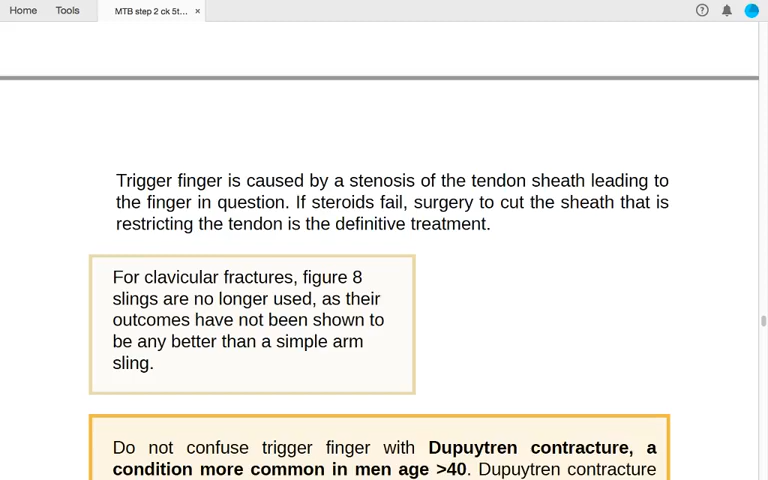 Home Tools MTB step 2 ck 5t... ×
Trigger finger is caused by a stenosis of the tendon sheath leading to
the finger in question. If steroids fail, surgery to cut the sheath that is
restricting the tendon is the definitive treatment.
For clavicular fractures, figure 8
slings are no longer used, as their
outcomes have not been shown to
be any better than a simple arm
sling.
Do not confuse trigger finger with Dupuytren contracture, a
condition more common in men age >40. Dupuytren contracture